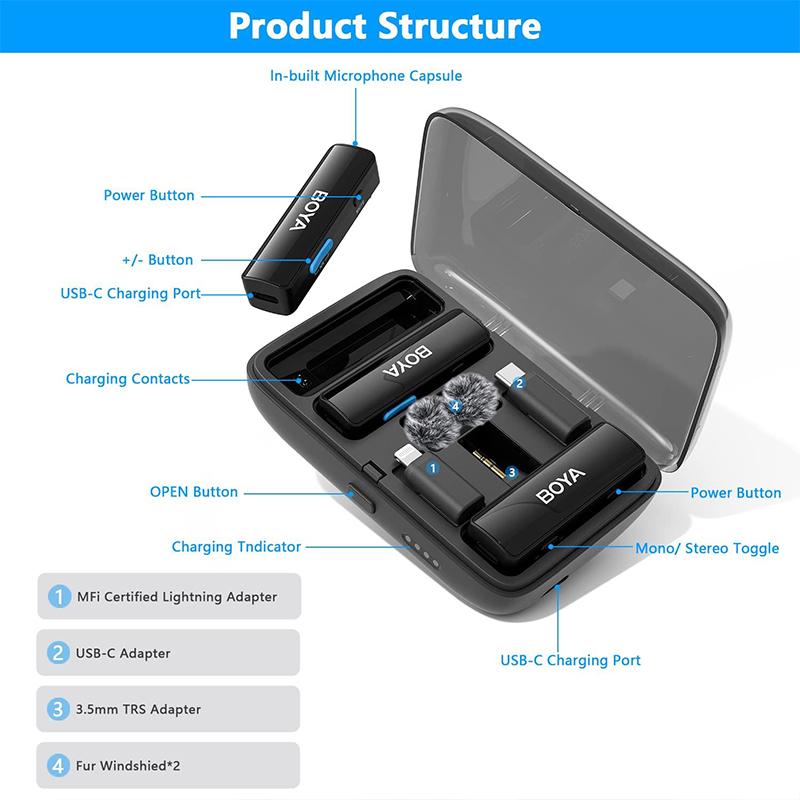 Product Structure
In-built Microphone Capsule
Power Button
BOYA
+/- Button
USB-C Charging Port
BOYA
Charging Contacts
2
4
1
3
BOYA
OPEN Button
Power Button
Charging Tndicator
Mono/ Stereo Toggle
1 MFi Certified Lightning Adapter
USB-C Charging Port
2 USB-C Adapter
3 3.5mm TRS Adapter
4 Fur Windshied*2